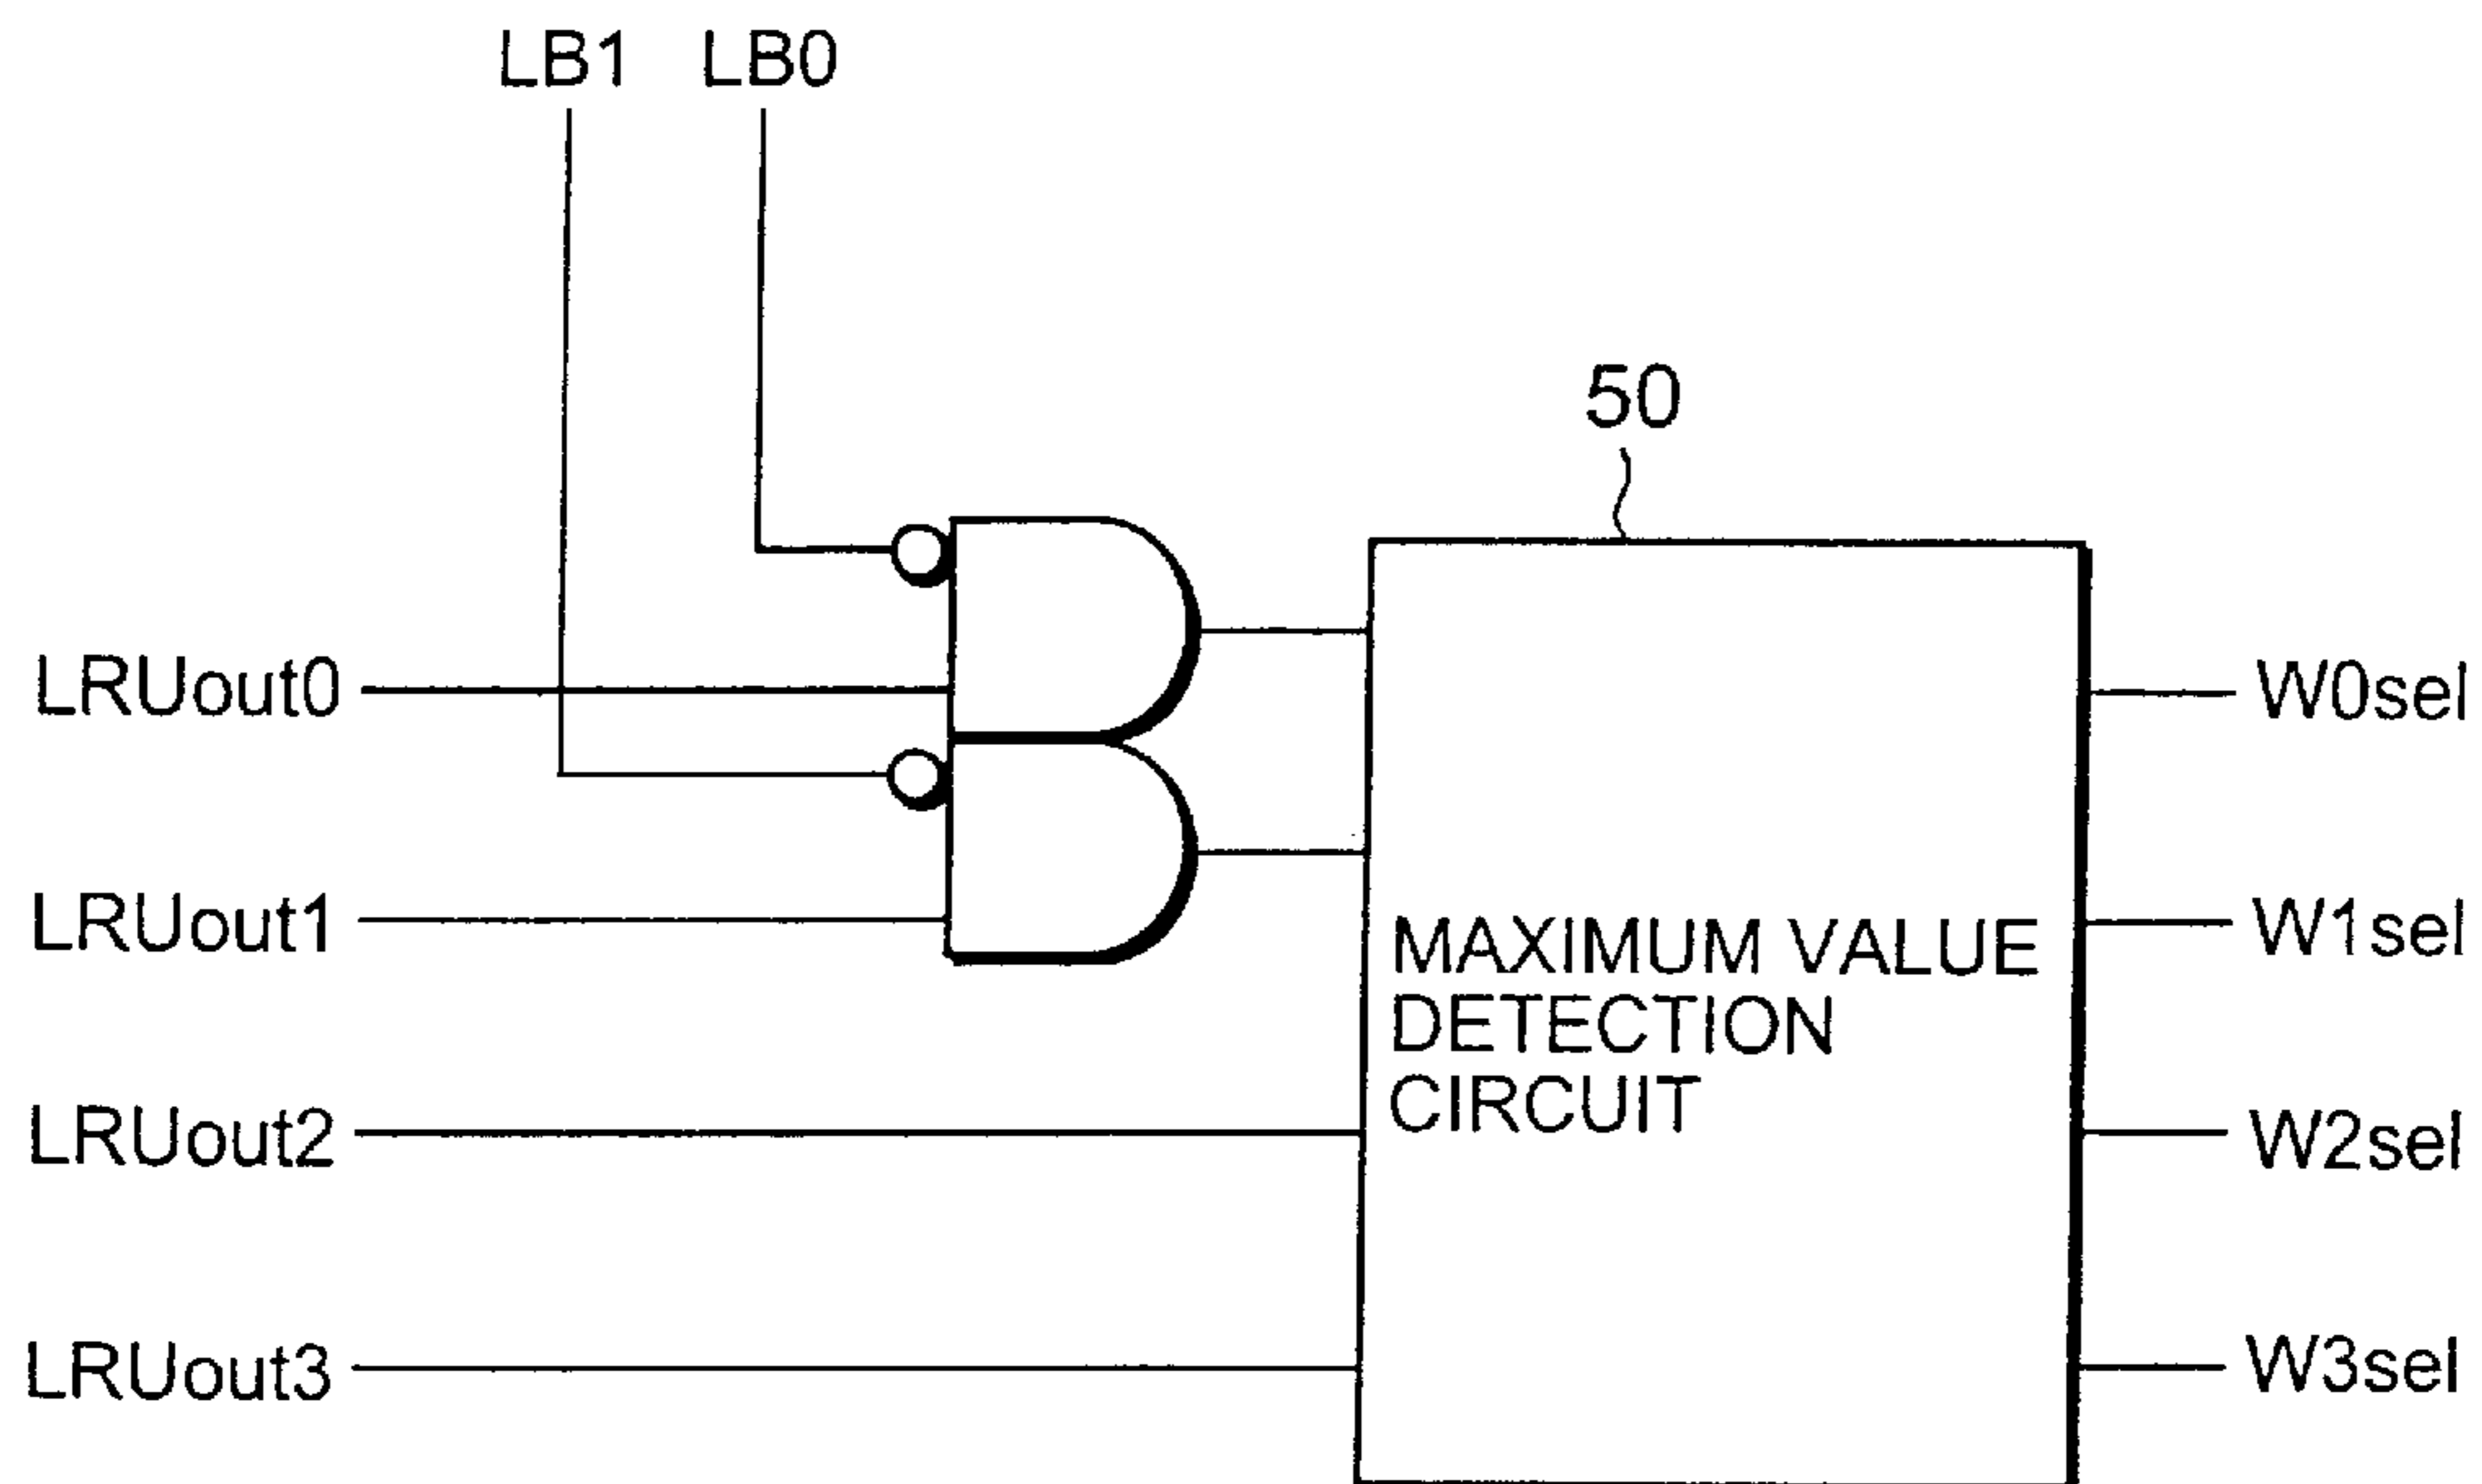 LB1 LB0
50
LRUout0
W0sel
LRUout1
W1sel
MAXIMUM VALUE
DETECTION
CIRCUIT
LRUout2
W2sel
LRUout3
W3sel